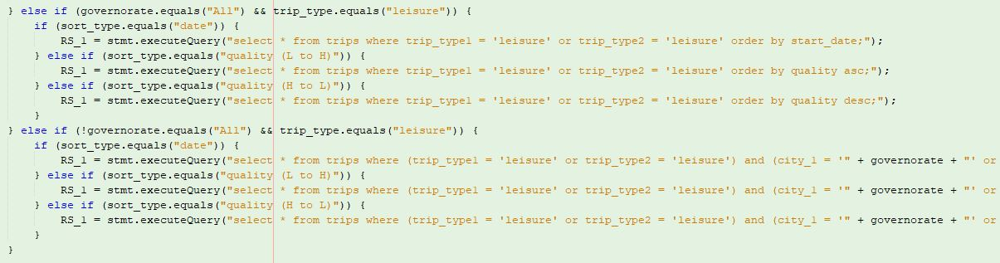 } else if (governorate.equals("All") && trip_type.equals("leisure")) {
if (sort_type.equals("date")) {
RS_1 = stmt.executeQuery("select * from trips where trip_type1 = 'leisure' or trip_type2 = 'leisure' order by start_date;");
} else if (sort_type.equals("quality (L to H)")) {
RS_1 = stmt.executeQuery("select * from trips where trip_type1 = 'leisure' or trip_type2 = 'leisure' order by quality asc;");
} else if (sort_type.equals("quality (H to L)")) {
RS_1 = stmt.executeQuery("select * from trips where trip_type1 = 'leisure' or trip_type2 = 'leisure' order by quality desc;");
}
} else if (!governorate.equals("All") && trip_type.equals("leisure")) {
if (sort_type.equals("date")) {
RS_1 = stmt.executeQuery("select * from trips where (trip_type1 = 'leisure' or trip_type2 = 'leisure') and (city_1 = '" + governorate + "' or
} else if (sort_type.equals("quality (L to H)")) {
RS_1 = stmt.executeQuery("select * from trips where (trip_type1 = 'leisure' or trip_type2 = 'leisure') and (city_1 = '" + governorate + "' or
} else if (sort_type.equals("quality (H to L)")) {
RS_1 = stmt.executeQuery("select * from trips where (trip_type1 = 'leisure' or trip_type2 = 'leisure') and (city_1 = '" + governorate + "' or
}
}